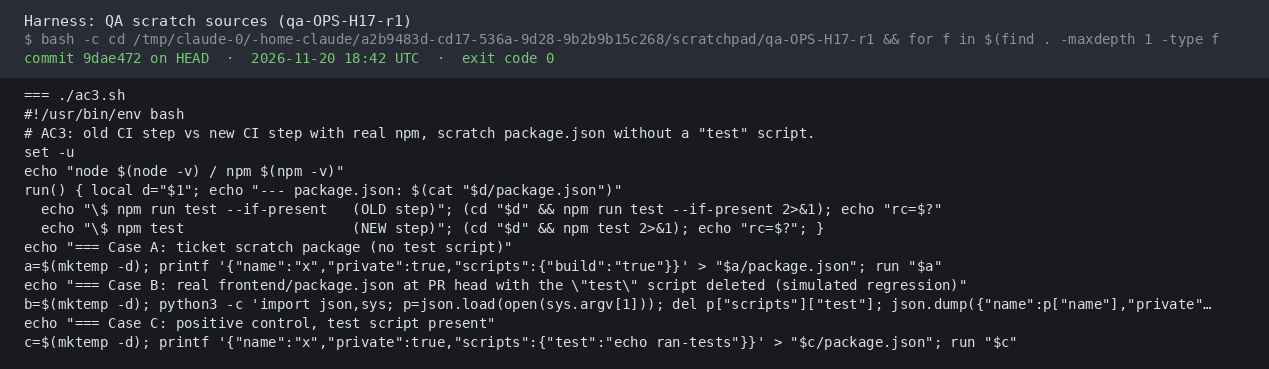 Harness: QA scratch sources (qa-OPS-H17-r1)
$ bash -c cd /tmp/claude-0/-home-claude/a2b9483d-cd17-536a-9d28-9b2b9b15c268/scratchpad/qa-OPS-H17-r1 && for f in $(find . -maxdepth 1 -type f
commit 9dae472 on HEAD  ·  2026-11-20 18:42 UTC  ·  exit code 0
=== ./ac3.sh
#!/usr/bin/env bash
# AC3: old CI step vs new CI step with real npm, scratch package.json without a "test" script.
set -u
echo "node $(node -v) / npm $(npm -v)"
run() { local d="$1"; echo "--- package.json: $(cat "$d/package.json")"
  echo "\$ npm run test --if-present   (OLD step)"; (cd "$d" && npm run test --if-present 2>&1); echo "rc=$?"
  echo "\$ npm test                    (NEW step)"; (cd "$d" && npm test 2>&1); echo "rc=$?"; }
echo "=== Case A: ticket scratch package (no test script)"
a=$(mktemp -d); printf '{"name":"x","private":true,"scripts":{"build":"true"}}' > "$a/package.json"; run "$a"
echo "=== Case B: real frontend/package.json at PR head with the \"test\" script deleted (simulated regression)"
b=$(mktemp -d); python3 -c 'import json,sys; p=json.load(open(sys.argv[1])); del p["scripts"]["test"]; json.dump({"name":p["name"],"private"…
echo "=== Case C: positive control, test script present"
c=$(mktemp -d); printf '{"name":"x","private":true,"scripts":{"test":"echo ran-tests"}}' > "$c/package.json"; run "$c"